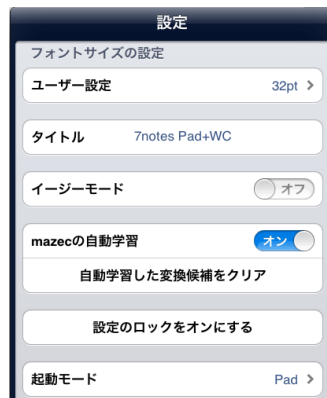 設定
フォントサイズの設定
ユーザー設定 32pt
タイトル 7notes Pad+WC
イージーモード オフ
mazecの自動学習 オン
自動学習した変換候補をクリア
設定のロックをオンにする
起動モード Pad